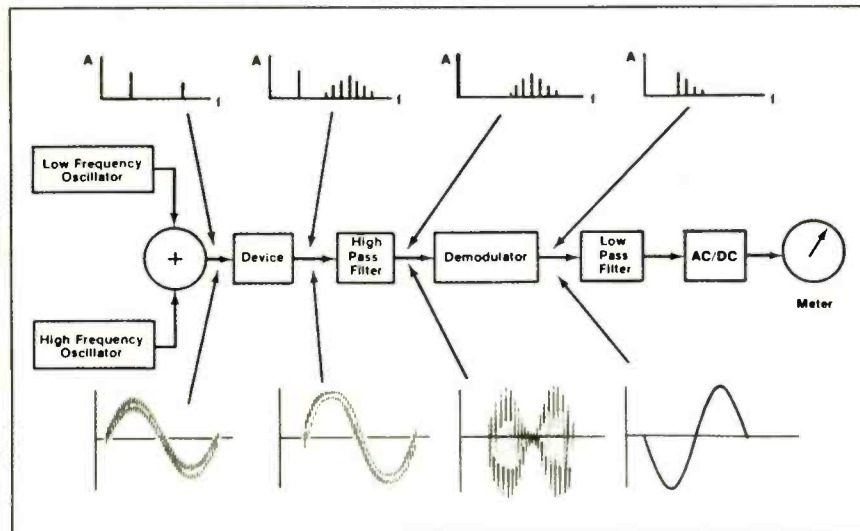 A
f
A
f
A
f
A
f
Low Frequency
Oscillator
+
Device
High
Pass
Filter
Demodulator
Low
Pass
Filter
AC/DC
Meter
High Frequency
Oscillator